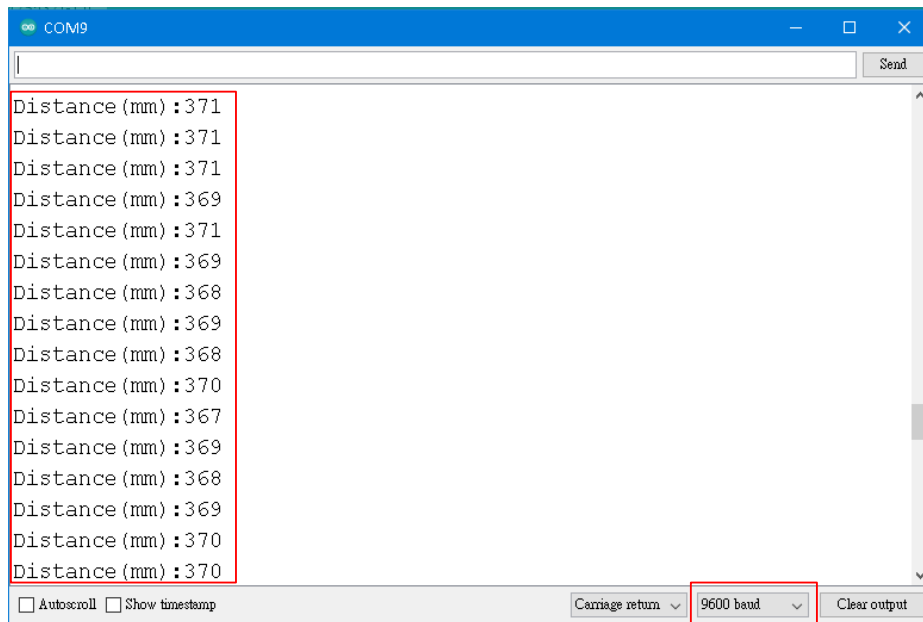 COM9
Send
Distance(mm):371
Distance(mm):371
Distance(mm):371
Distance(mm):369
Distance(mm):371
Distance(mm):369
Distance(mm):368
Distance(mm):369
Distance(mm):368
Distance(mm):370
Distance(mm):367
Distance(mm):369
Distance(mm):368
Distance(mm):369
Distance(mm):370
Distance(mm):370
Autoscroll Show timestamp Carriage return 9600 baud Clear output